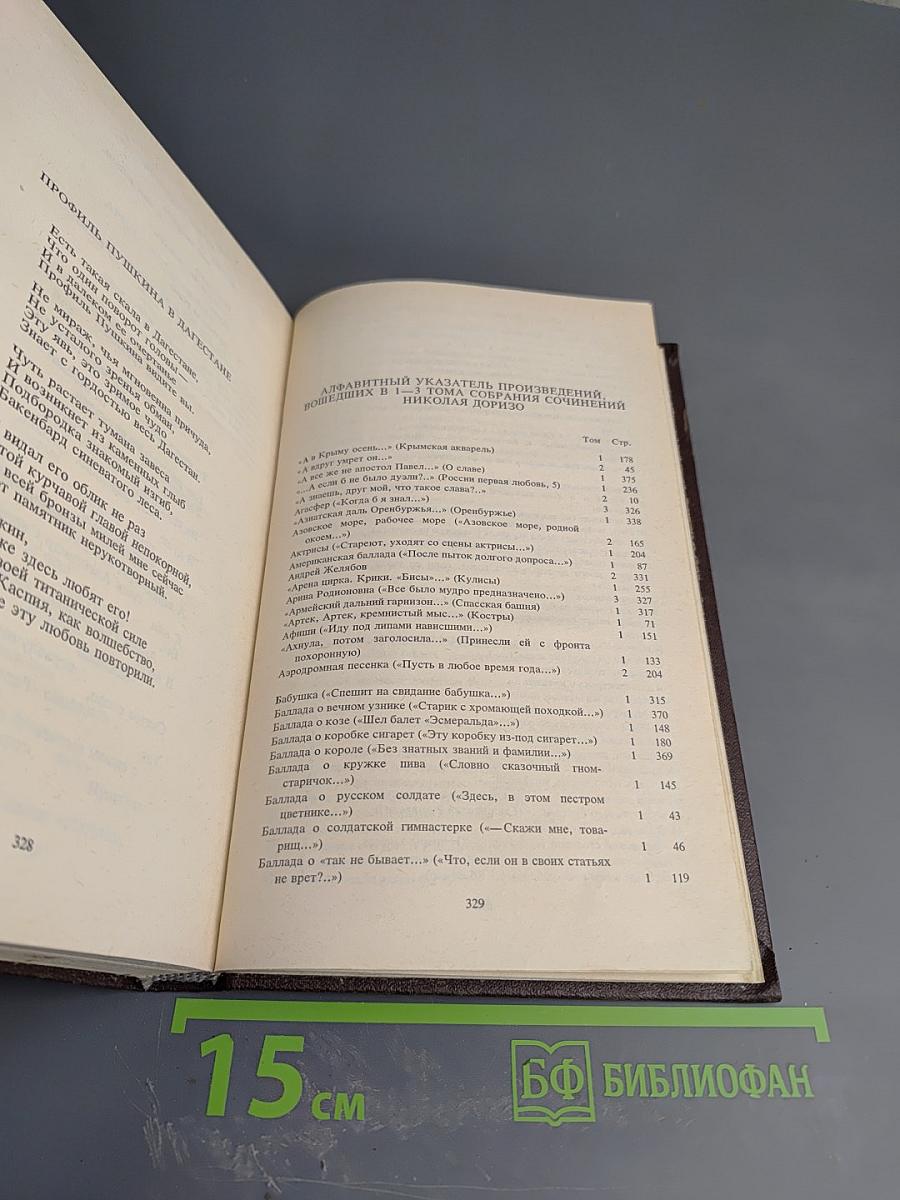 ПРОФИЛЬ ПУШКИНА В ДАГЕСТАНЕ
Есть такая скала в Дагестане,
Что один поворот головы —
И в далеком ее очертанье
Профиль Пушкина видите вы.
Не мираж, чья мгновенна причуда,
Не усталого зренья обман,
Эту явь, это зримое чудо
Знает с гордостью весь Дагестан.
Чуть растает тумана завеса
И возникнет из каменных глыб
Подбородка знакомый изгиб,
Бакенбард синеватого леса.
видал его облик не раз
той курчавой главой непокорной,
всей бронзы милей мне сейчас
памятник нерукотворный.
здесь любят его!
титанической силе
Каспия, как волшебство,
эту любовь повторили.
328
АЛФАВИТНЫЙ УКАЗАТЕЛЬ ПРОИЗВЕДЕНИЙ,
ВОШЕДШИХ В 1—3 ТОМА СОБРАНИЯ СОЧИНЕНИЙ
НИКОЛАЯ ДОРИЗО
Том Стр.
«А в Крыму осень...» (Крымская акварель) 1 178
«А вдруг умрет он...» 2 45
«А все же не апостол Павел...» (О славе) 1 375
«...А если б не было дуэли?..» (России первая любовь, 5) 1 236
«А знаешь, друг мой, что такое слава?..» 2 10
Агасфер («Когда б я знал...») 3 326
«Азиатская даль Оренбуржья...» (Оренбуржье) 1 338
Азовское море, рабочее море («Азовское море, родной
окоем...») 2 165
Актрисы («Стареют, уходят со сцены актрисы...») 1 204
Американская баллада («После пыток долгого допроса...») 1 87
Андрей Желябов 2 331
«Арена цирка. Крики. «Бисы»...» (Кулисы) 1 255
Арина Родионовна («Все было мудро предназначено...») 3 327
«Армейский дальний гарнизон...» (Спасская башня) 1 317
«Артек, Артек, кремнистый мыс...» (Костры) 1 71
Афиши («Иду под липами нависшими...») 1 151
«Ахнула, потом заголосила...» (Принесли ей с фронта
похоронную) 1 133
Аэродромная песенка («Пусть в любое время года...») 2 204
Бабушка («Спешит на свидание бабушка...») 1 315
Баллада о вечном узнике («Старик с хромающей походкой...») 1 370
Баллада о козе («Шел балет «Эсмеральда»...») 1 148
Баллада о коробке сигарет («Эту коробку из-под сигарет...») 1 180
Баллада о короле («Без знатных званий и фамилии...») 1 369
Баллада о кружке пива («Словно сказочный гном-
старичок...») 1 145
Баллада о русском солдате («Здесь, в этом пестром
цветнике...») 1 43
Баллада о солдатской гимнастерке («—Скажи мне, това-
рищ...») 1 46
Баллада о «так не бывает...» («Что, если он в своих статьях
не врет?..») 1 119
329
15 см
БФ БИБЛИОФАН